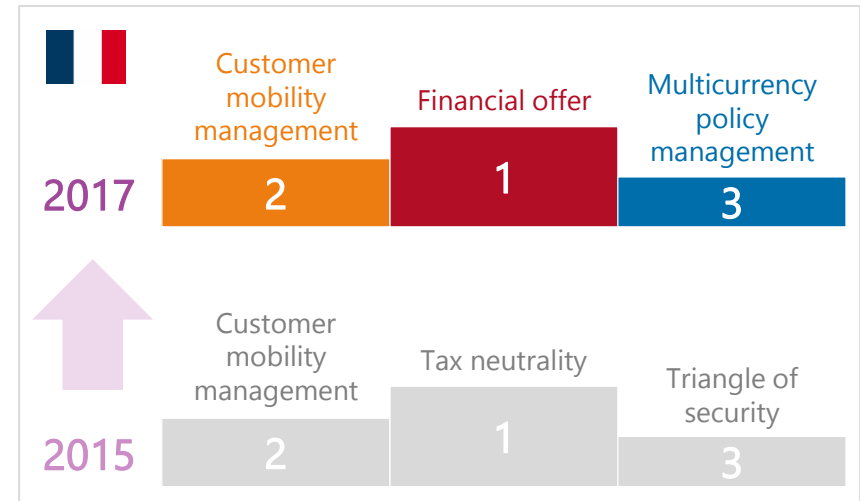 Customer
mobility
management
Financial offer
Multicurrency
policy
management
2017
2
1
3
Customer
mobility
management
Tax neutrality
Triangle of
security
2015
2
1
3